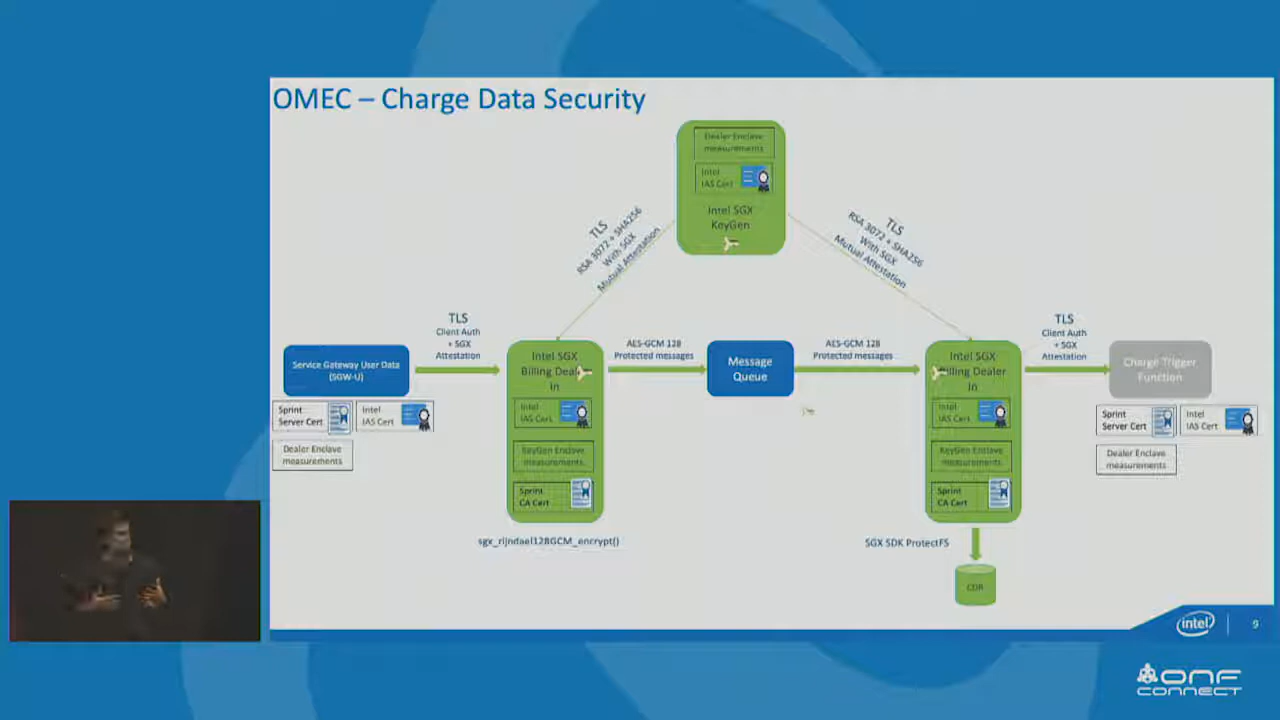 OMEC – Charge Data Security
Dealer Enclave
measurements
Intel
IAS Cert
Intel SGX
KeyGen
TLS
RSA 3072 + SHA256
With SGX
Mutual Attestation
TLS
RSA 3072 + SHA256
With SGX
Mutual Attestation
Service Gateway User Data
(SGW-U)
Sprint
Server Cert
Intel
IAS Cert
Dealer Enclave
measurements
TLS
Client Auth
+ SGX
Attestation
Intel SGX
Billing Dealer
In
Intel
IAS Cert
KeyGen Enclave
measurements
Sprint
CA Cert
sgx_rijndael128GCM_encrypt()
AES-GCM 128
Protected messages
Message
Queue
AES-GCM 128
Protected messages
Intel SGX
Billing Dealer
In
Intel
IAS Cert
KeyGen Enclave
measurements
Sprint
CA Cert
SGX SDK ProtectFS
CDR
TLS
Client Auth
+ SGX
Attestation
Charge Trigger
Function
Sprint
Server Cert
Intel
IAS Cert
Dealer Enclave
measurements
intel
9
ONF
CONNECT